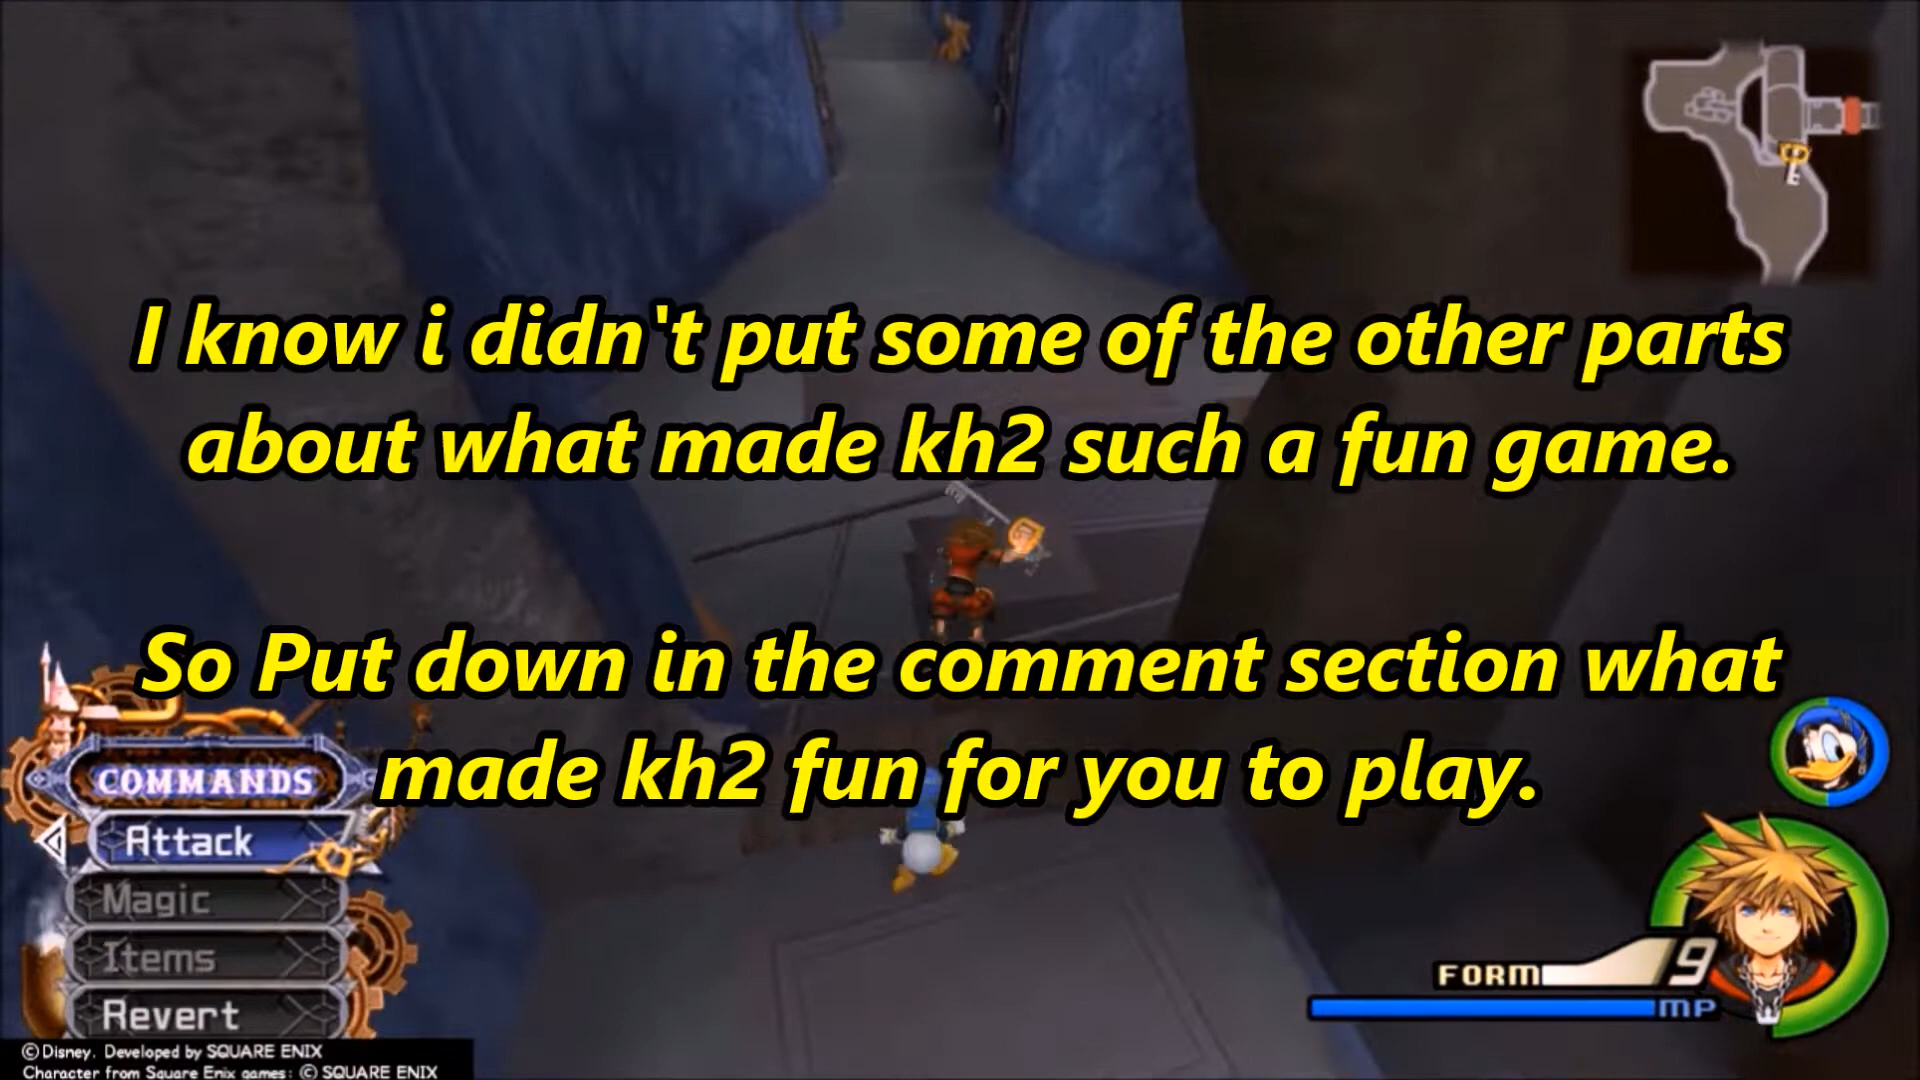 I know i didn't put some of the other parts
about what made kh2 such a fun game.
So Put down in the comment section what
made kh2 fun for you to play.
COMMANDS
Attack
Magic
Items
Revert
FORM 9
MP
©Disney. Developed by SQUARE ENIX
Character from Square Enix games: © SQUARE ENIX